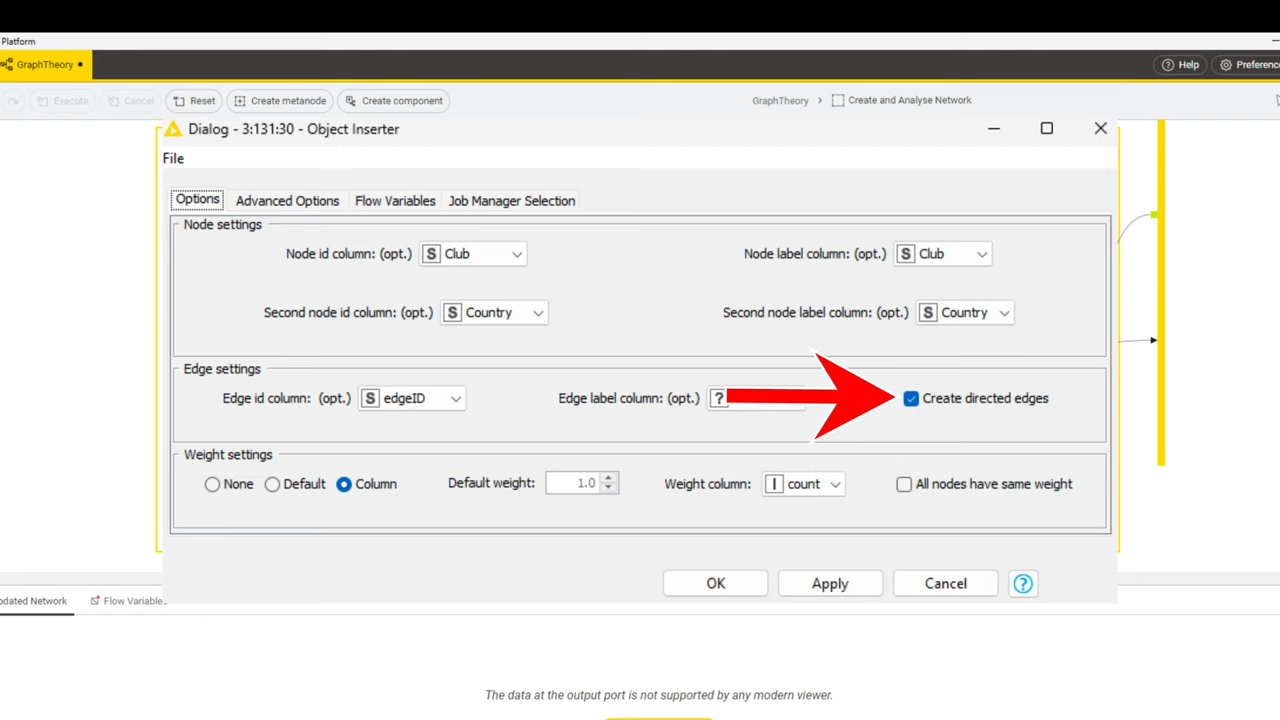 Platform
GraphTheory
Help
Preferenc
Execute
Cancel
Reset
Create metanode
Create component
GraphTheory > Create and Analyse Network
Dialog - 3:131:30 - Object Inserter
File
Options Advanced Options Flow Variables Job Manager Selection
Node settings
Node id column: (opt.) S Club
Node label column: (opt.) S Club
Second node id column: (opt.) S Country
Second node label column: (opt.) S Country
Edge settings
Edge id column: (opt.) S edgeID
Edge label column: (opt.) ?
Create directed edges
Weight settings
None Default Column
Default weight: 1.0
Weight column: I count
All nodes have same weight
OK Apply Cancel ?
pdated Network
Flow Variable
The data at the output port is not supported by any modern viewer.